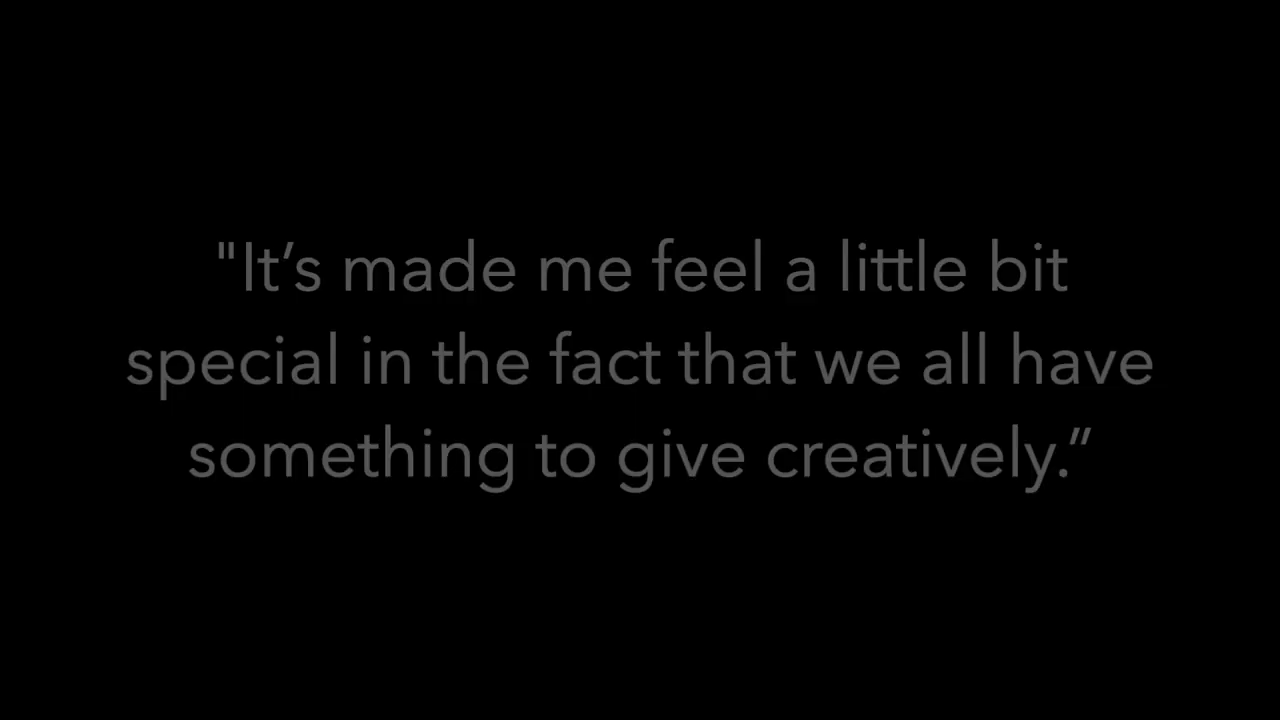 "It’s made me feel a little bit
special in the fact that we all have
something to give creatively.”